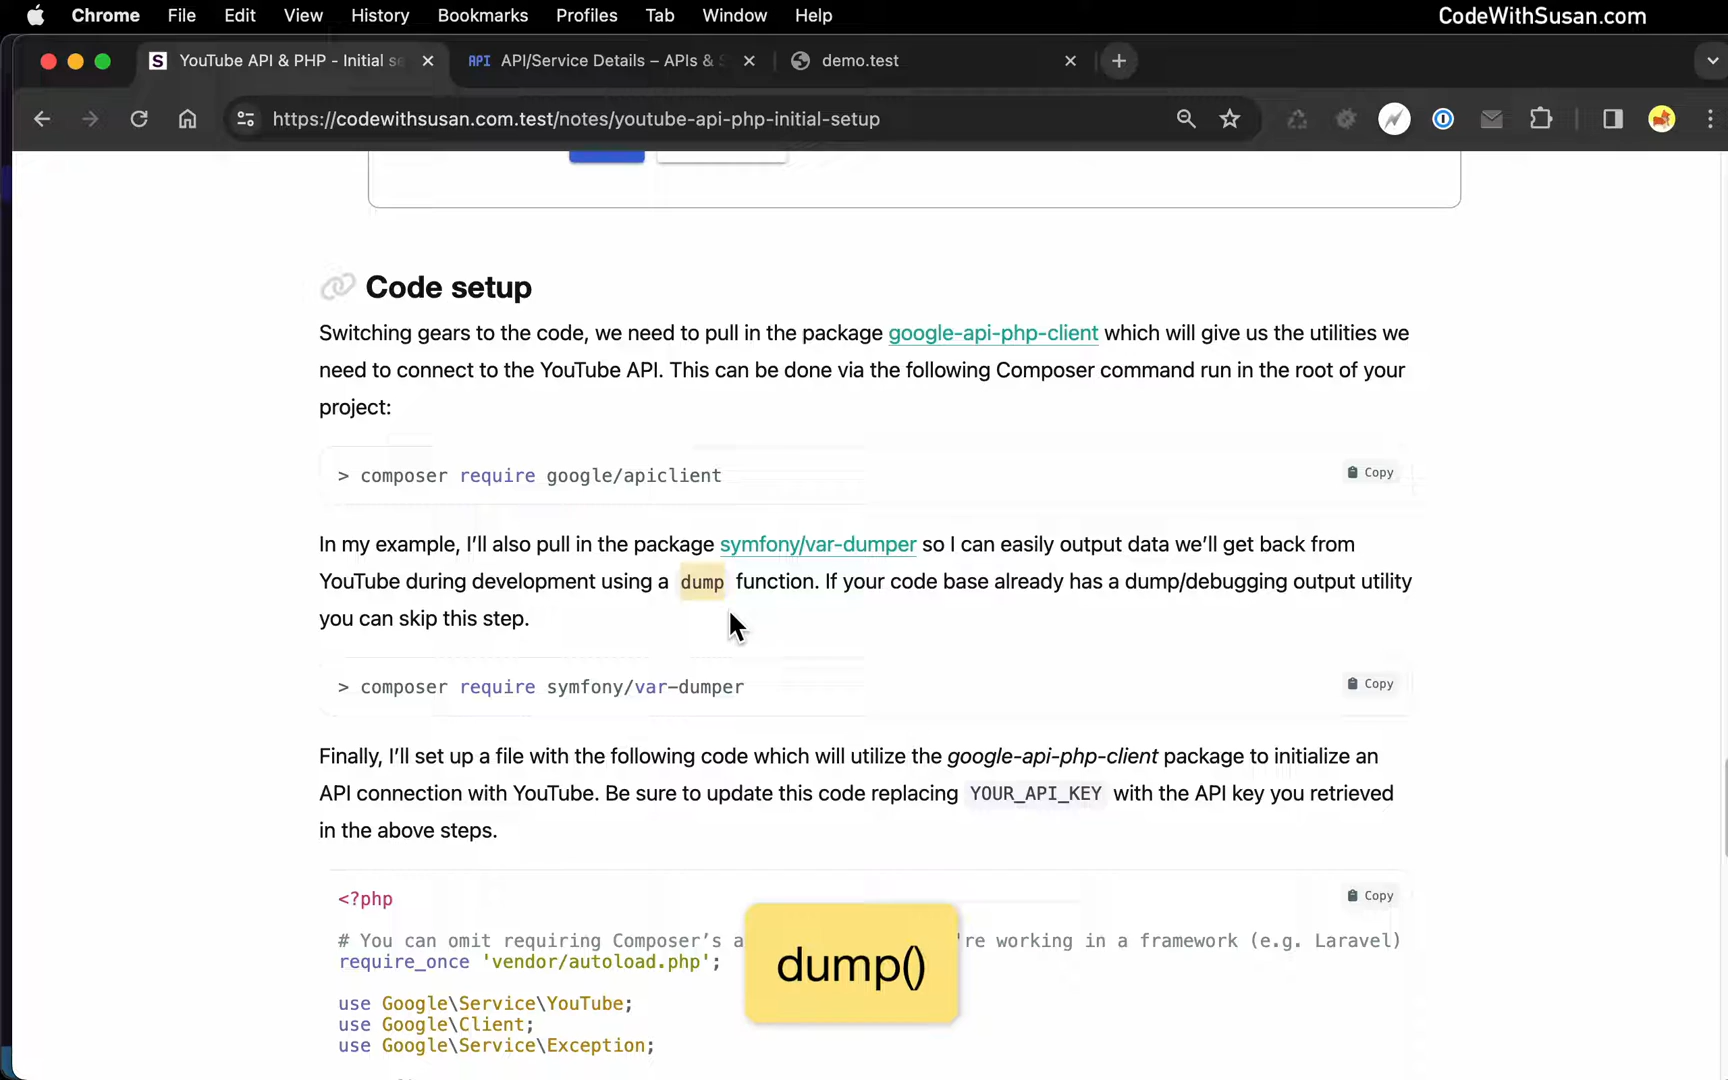 Chrome File Edit View History Bookmarks Profiles Tab Window Help CodeWithSusan.com
S YouTube API & PHP - Initial se API API/Service Details – APIs & S demo.test
https://codewithsusan.com.test/notes/youtube-api-php-initial-setup
Code setup
Switching gears to the code, we need to pull in the package google-api-php-client which will give us the utilities we
need to connect to the YouTube API. This can be done via the following Composer command run in the root of your
project:
> composer require google/apiclient
Copy
In my example, I’ll also pull in the package symfony/var-dumper so I can easily output data we’ll get back from
YouTube during development using a dump function. If your code base already has a dump/debugging output utility
you can skip this step.
> composer require symfony/var-dumper
Copy
Finally, I’ll set up a file with the following code which will utilize the google-api-php-client package to initialize an
API connection with YouTube. Be sure to update this code replacing YOUR_API_KEY with the API key you retrieved
in the above steps.
<?php
Copy
# You can omit requiring Composer’s a 're working in a framework (e.g. Laravel)
require_once 'vendor/autoload.php';
dump()
use Google\Service\YouTube;
use Google\Client;
use Google\Service\Exception;